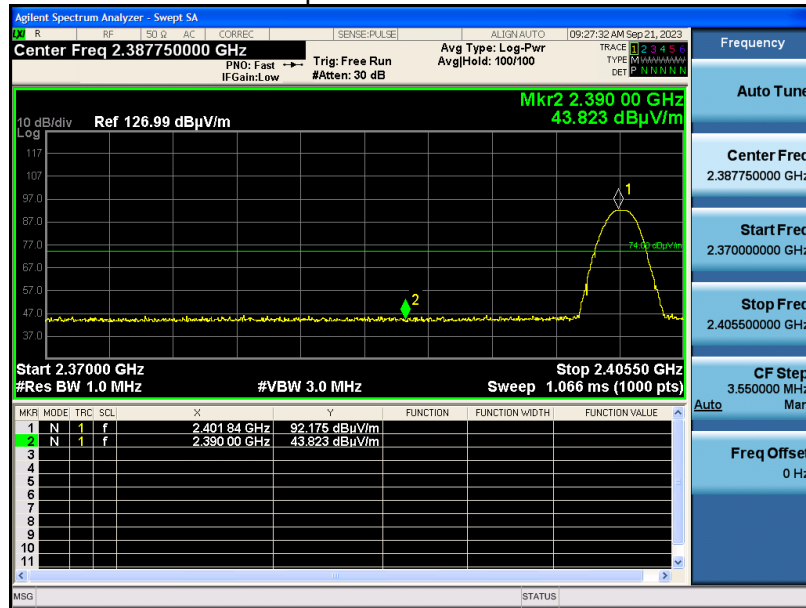 Agilent Spectrum Analyzer - Swept SA
LXI R RF 50 Ω AC CORREC SENSE:PULSE ALIGN AUTO 09:27:32 AM Sep 21, 2023
Center Freq 2.387750000 GHz
PNO: Fast
IFGain:Low
Trig: Free Run
#Atten: 30 dB
Avg Type: Log-Pwr
Avg|Hold: 100/100
TRACE 1 2 3 4 5 6
TYPE M
DET P N N N N N
Mkr2 2.390 00 GHz
43.823 dBµV/m
10 dB/div Ref 126.99 dBµV/m
Log
117
107
97.0
87.0
77.0
67.0
57.0
47.0
37.0
1
74.00 dBµV/m
2
Start 2.37000 GHz Stop 2.40550 GHz
#Res BW 1.0 MHz #VBW 3.0 MHz Sweep 1.066 ms (1000 pts)
MKR MODE TRC SCL X Y FUNCTION FUNCTION WIDTH FUNCTION VALUE
1 N 1 f 2.401 84 GHz 92.175 dBµV/m
2 N 1 f 2.390 00 GHz 43.823 dBµV/m
3
4
5
6
7
8
9
10
11
MSG STATUS
Frequency
Auto Tune
Center Freq
2.387750000 GHz
Start Freq
2.370000000 GHz
Stop Freq
2.405500000 GHz
CF Step
3.550000 MHz
Auto Man
Freq Offset
0 Hz